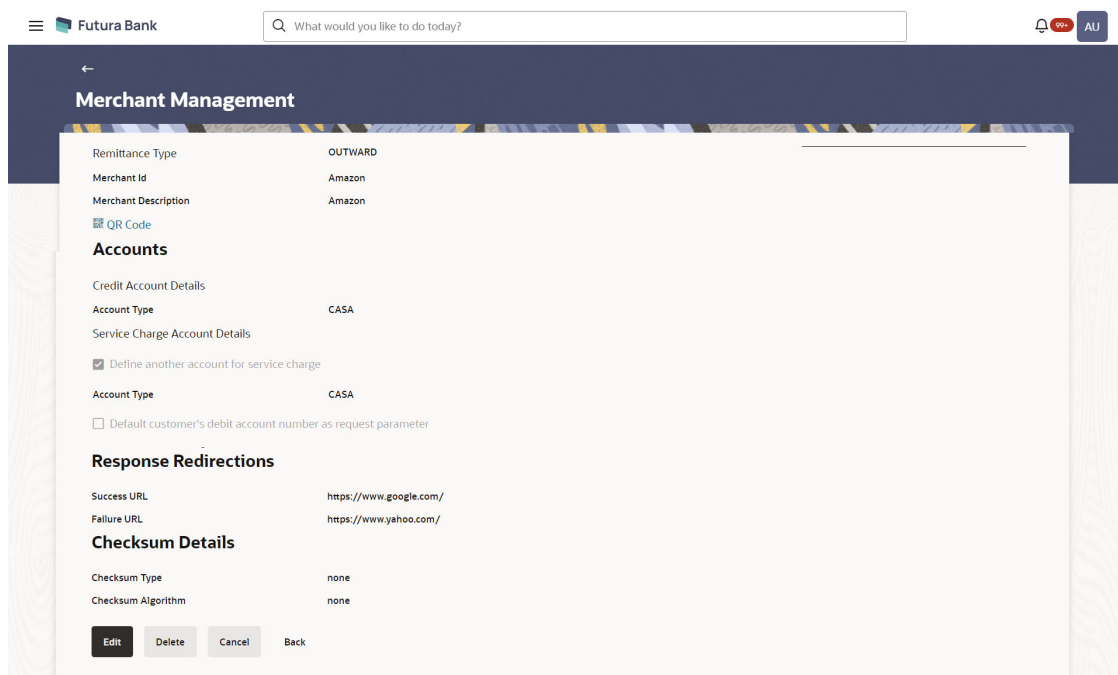 Futura Bank
What would you like to do today?
99+
AU
Merchant Management
Remittance Type OUTWARD
Merchant Id Amazon
Merchant Description Amazon
QR Code
Accounts
Credit Account Details
Account Type CASA
Service Charge Account Details
Define another account for service charge
Account Type CASA
Default customer's debit account number as request parameter
Response Redirections
Success URL https://www.google.com/
Failure URL https://www.yahoo.com/
Checksum Details
Checksum Type none
Checksum Algorithm none
Edit Delete Cancel Back